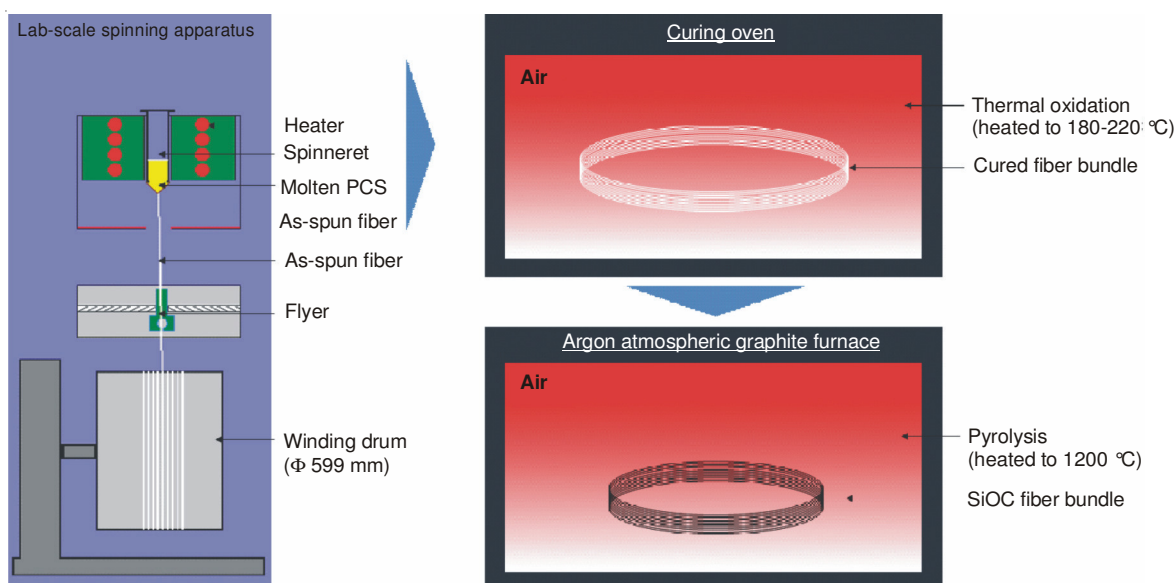 Lab-scale spinning apparatus
Heater
Spinneret
Molten PCS
As-spun fiber
As-spun fiber
Flyer
Winding drum
(Φ 599 mm)
Curing oven
Air
Thermal oxidation
(heated to 180-220 °C)
Cured fiber bundle
Argon atmospheric graphite furnace
Air
Pyrolysis
(heated to 1200 °C)
SiOC fiber bundle